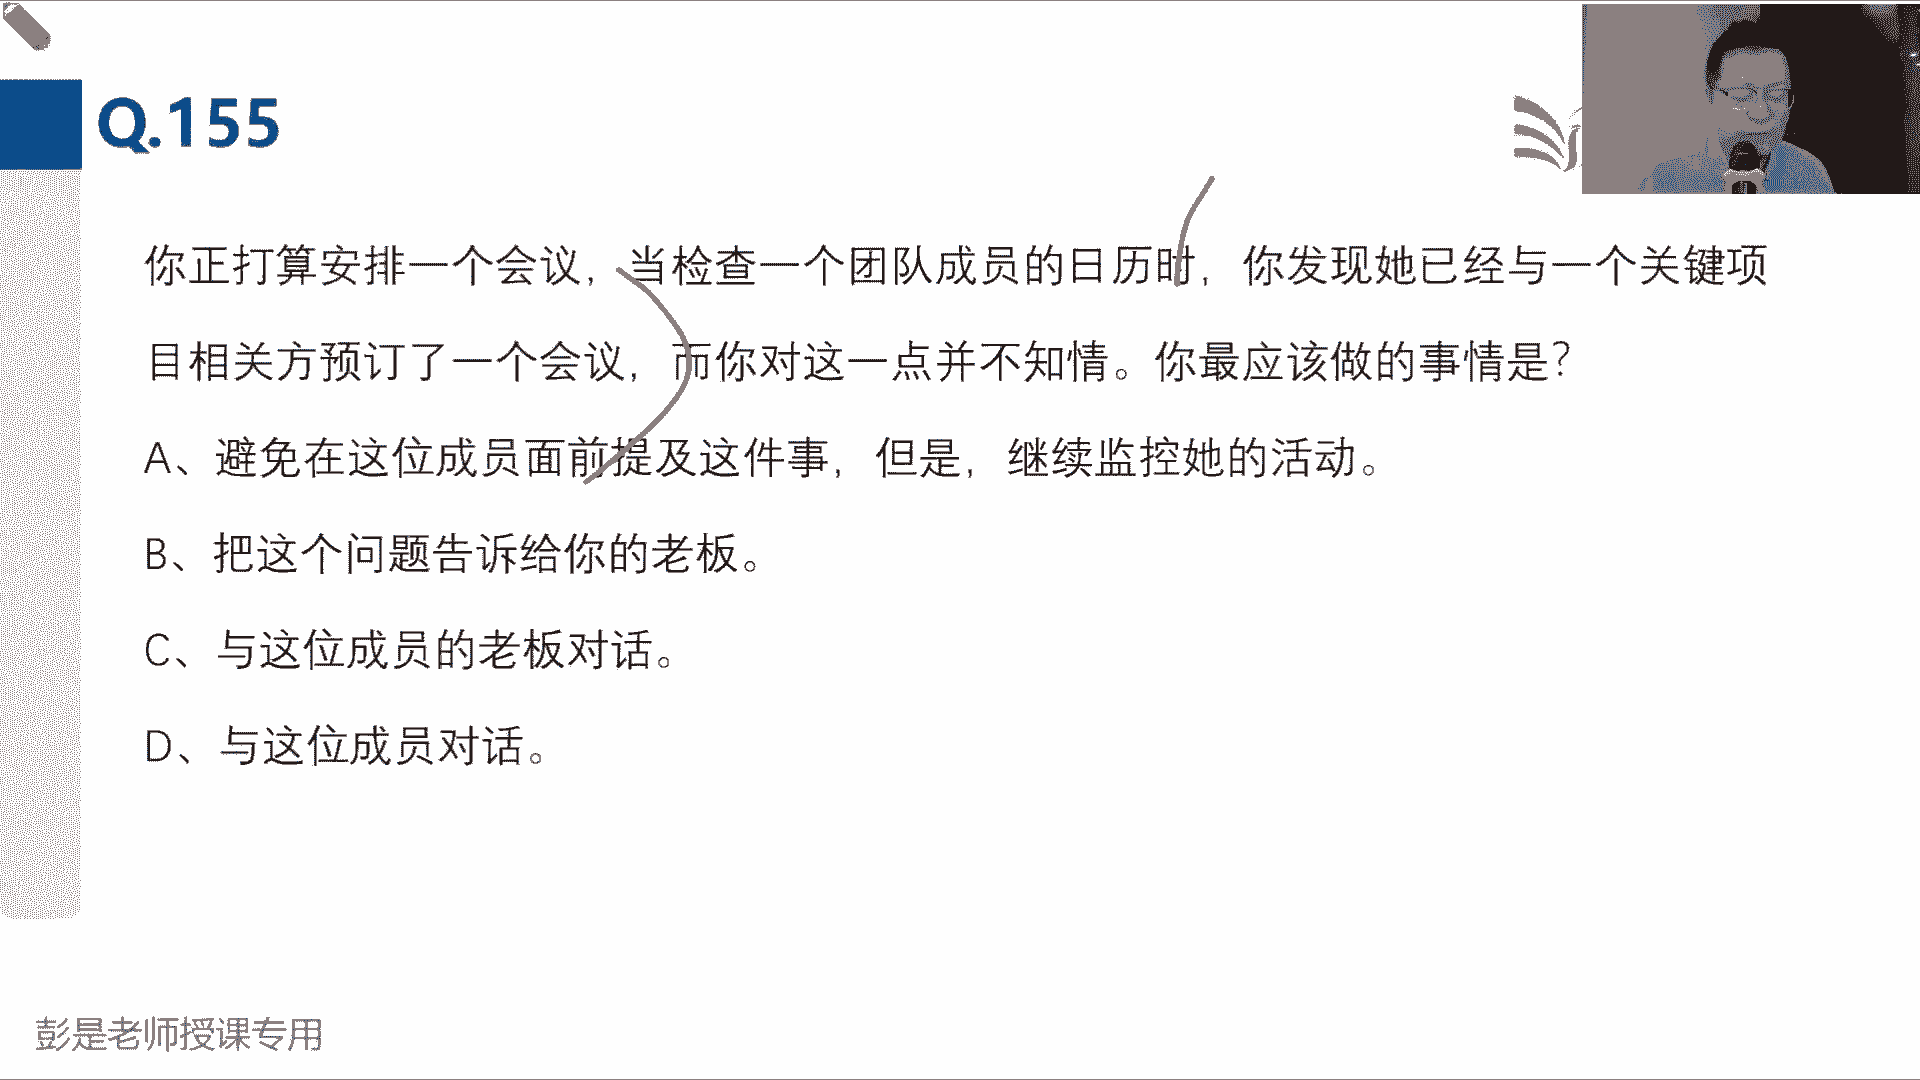 Q.155
你正打算安排一个会议，当检查一个团队成员的日历时，你发现她已经与一个关键项
目相关方预订了一个会议，而你对这一点并不知情。你最应该做的事情是？
A、避免在这位成员面前提及这件事，但是，继续监控她的活动。
B、把这个问题告诉给你的老板。
C、与这位成员的老板对话。
D、与这位成员对话。
彭是老师授课专用